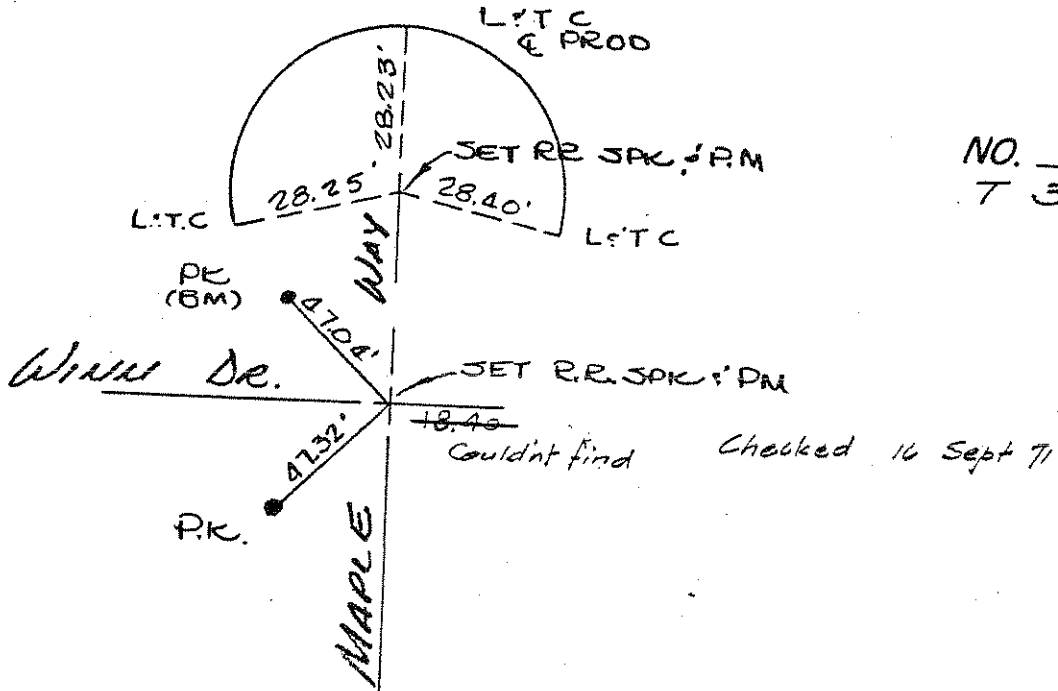 L & T C
℄ PROD
28.23'
SET RR SPK. & P.M
NO.
T 3
28.25'
28.40'
L & T.C
L & T C
WAY
PK
(BM)
47.04'
WINN DR.
SET R.R. SPK & PM
18.40
Couldn't find
Checked 16 Sept 71
47.32'
P.K.
MAPLE